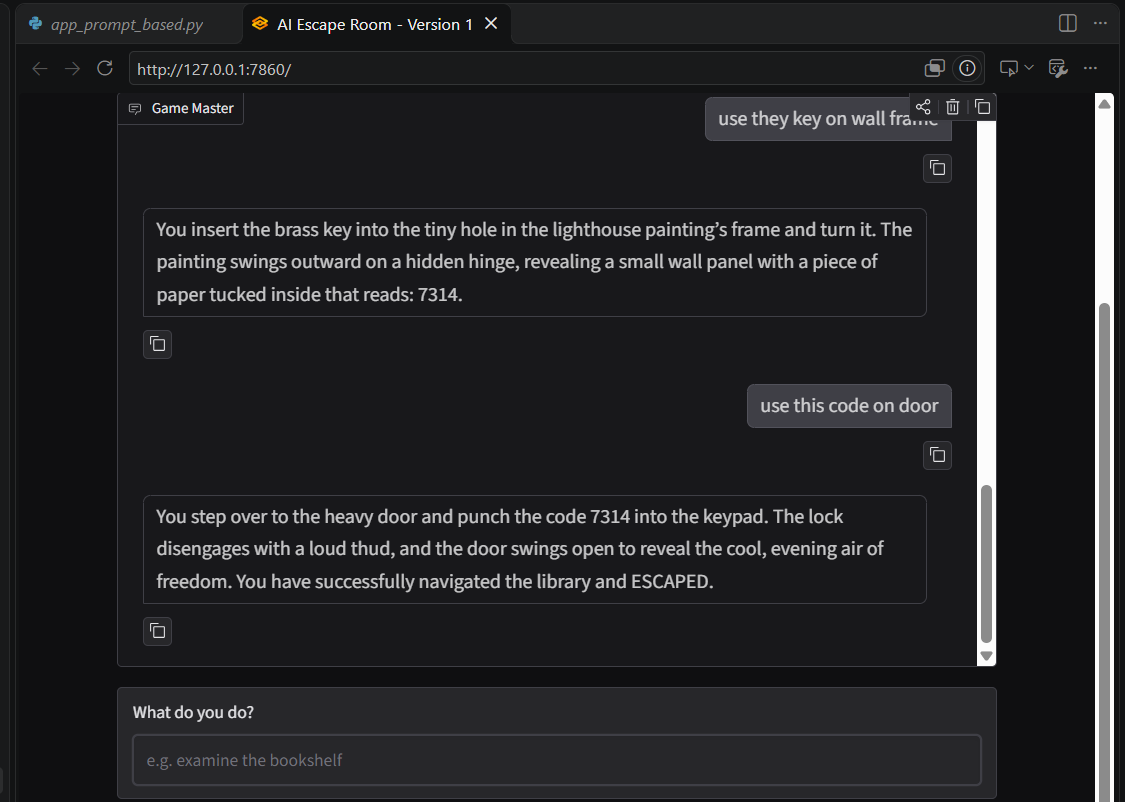 app_prompt_based.py
AI Escape Room - Version 1
http://127.0.0.1:7860/
Game Master
use they key on wall frame
You insert the brass key into the tiny hole in the lighthouse painting’s frame and turn it. The
painting swings outward on a hidden hinge, revealing a small wall panel with a piece of
paper tucked inside that reads: 7314.
use this code on door
You step over to the heavy door and punch the code 7314 into the keypad. The lock
disengages with a loud thud, and the door swings open to reveal the cool, evening air of
freedom. You have successfully navigated the library and ESCAPED.
What do you do?
e.g. examine the bookshelf